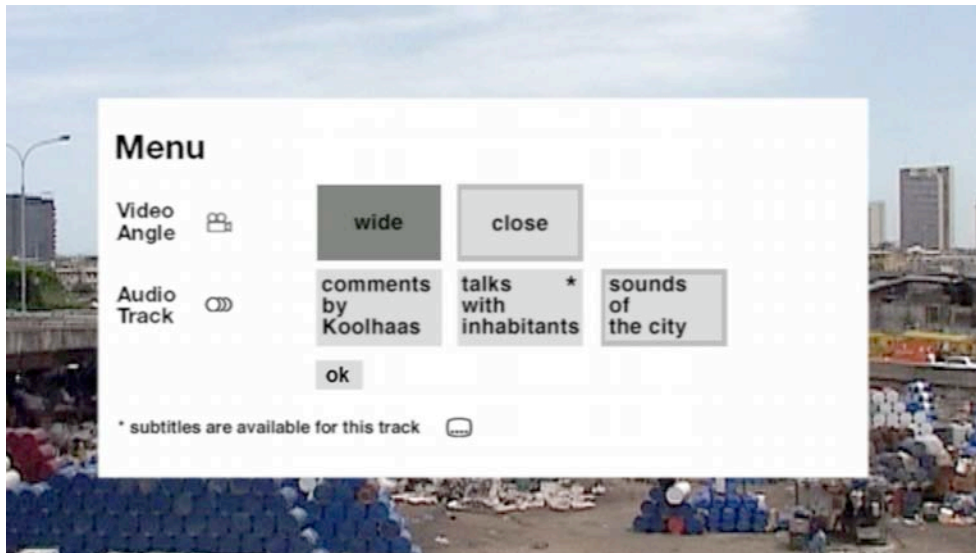 Menu
Video
Angle
wide
close
Audio
Track
comments
by
Koolhaas
talks *
with
inhabitants
sounds
of
the city
ok
* subtitles are available for this track